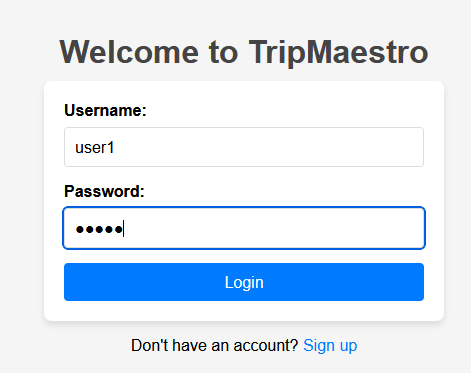 Welcome to TripMaestro
Username:
user1
Password:
●●●●●
Login
Don't have an account? Sign up